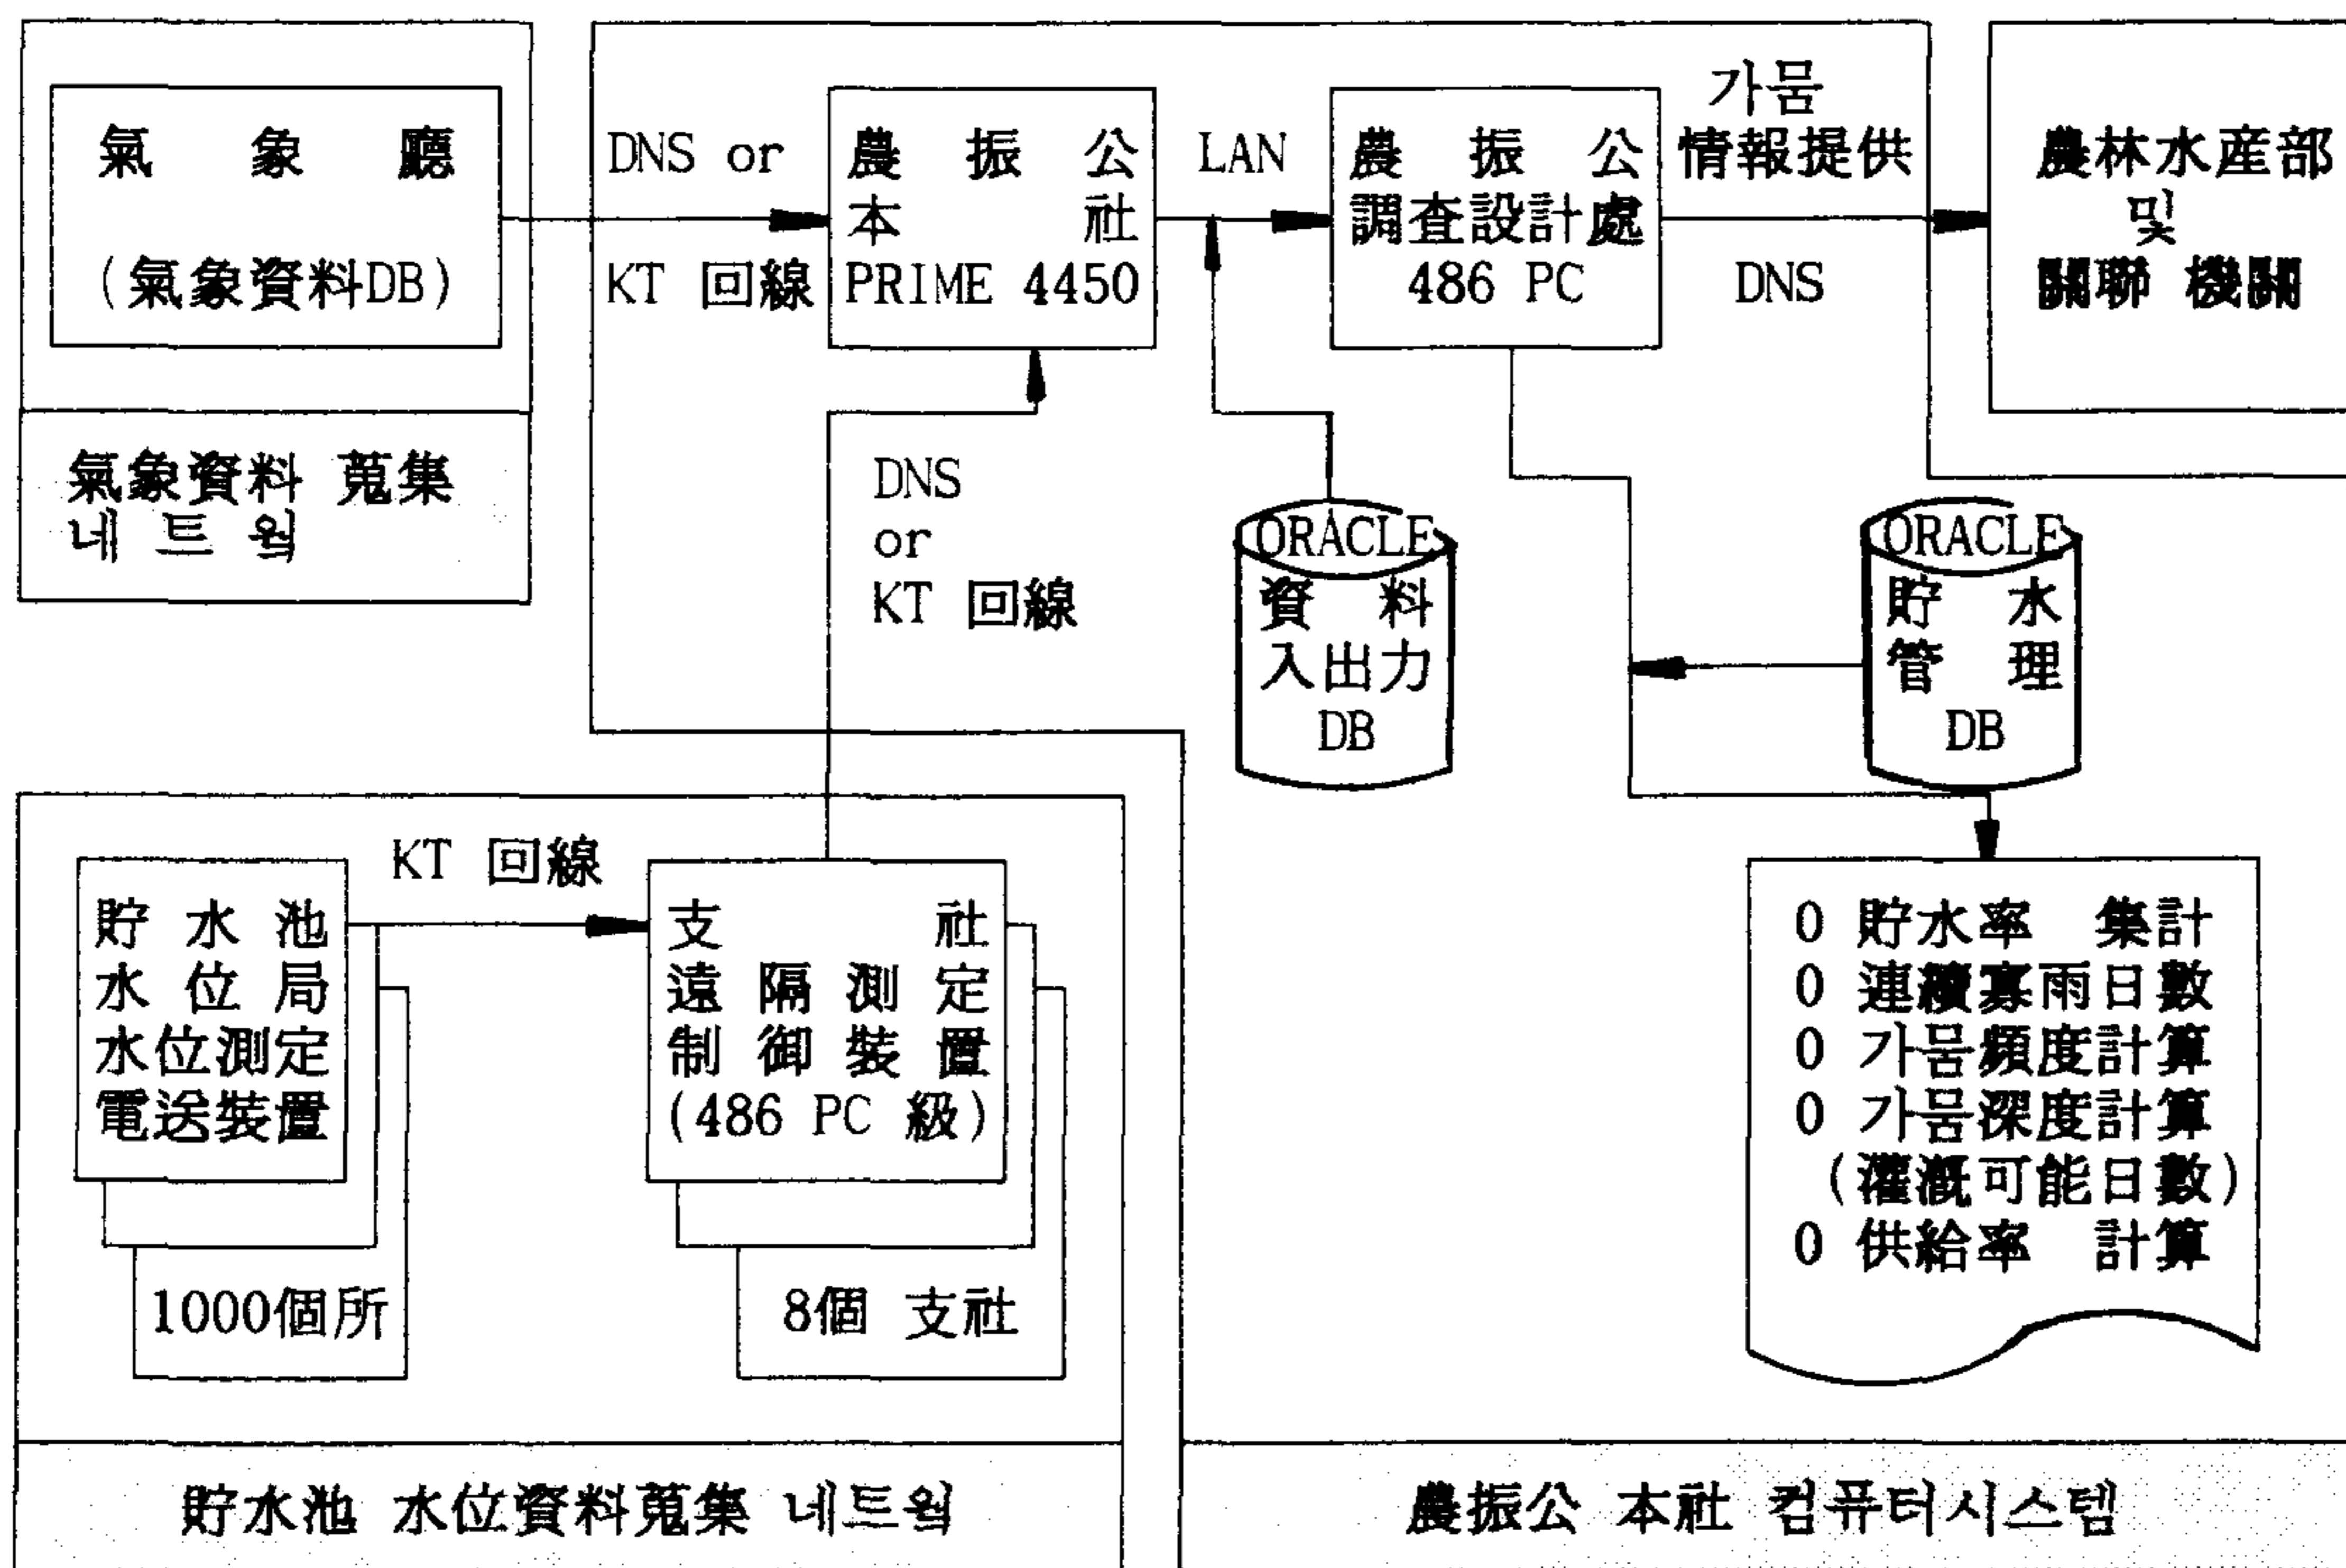 氣 象 廳
(氣象資料DB)
氣象資料 蒐集
네 트 웍
DNS or
KT 回線
農 振 公
本 社
PRIME 4450
LAN
農 振 公
調査設計處
486 PC
가뭄
情報提供
DNS
農林水産部
및
關聯 機關
DNS
or
KT 回線
ORACLE
資 料
入出力
DB
ORACLE
貯 水
管 理
DB
貯 水 池
水 位 局
水位測定
電送裝置
1000個所
KT 回線
支 社
遠 隔 測 定
制 御 裝 置
(486 PC 級)
8個 支社
0 貯水率 集計
0 連續寡雨日數
0 가뭄頻度計算
0 가뭄深度計算
(灌漑可能日數)
0 供給率 計算
貯水池 水位資料蒐集 네트웍
農振公 本社 컴퓨터시스템